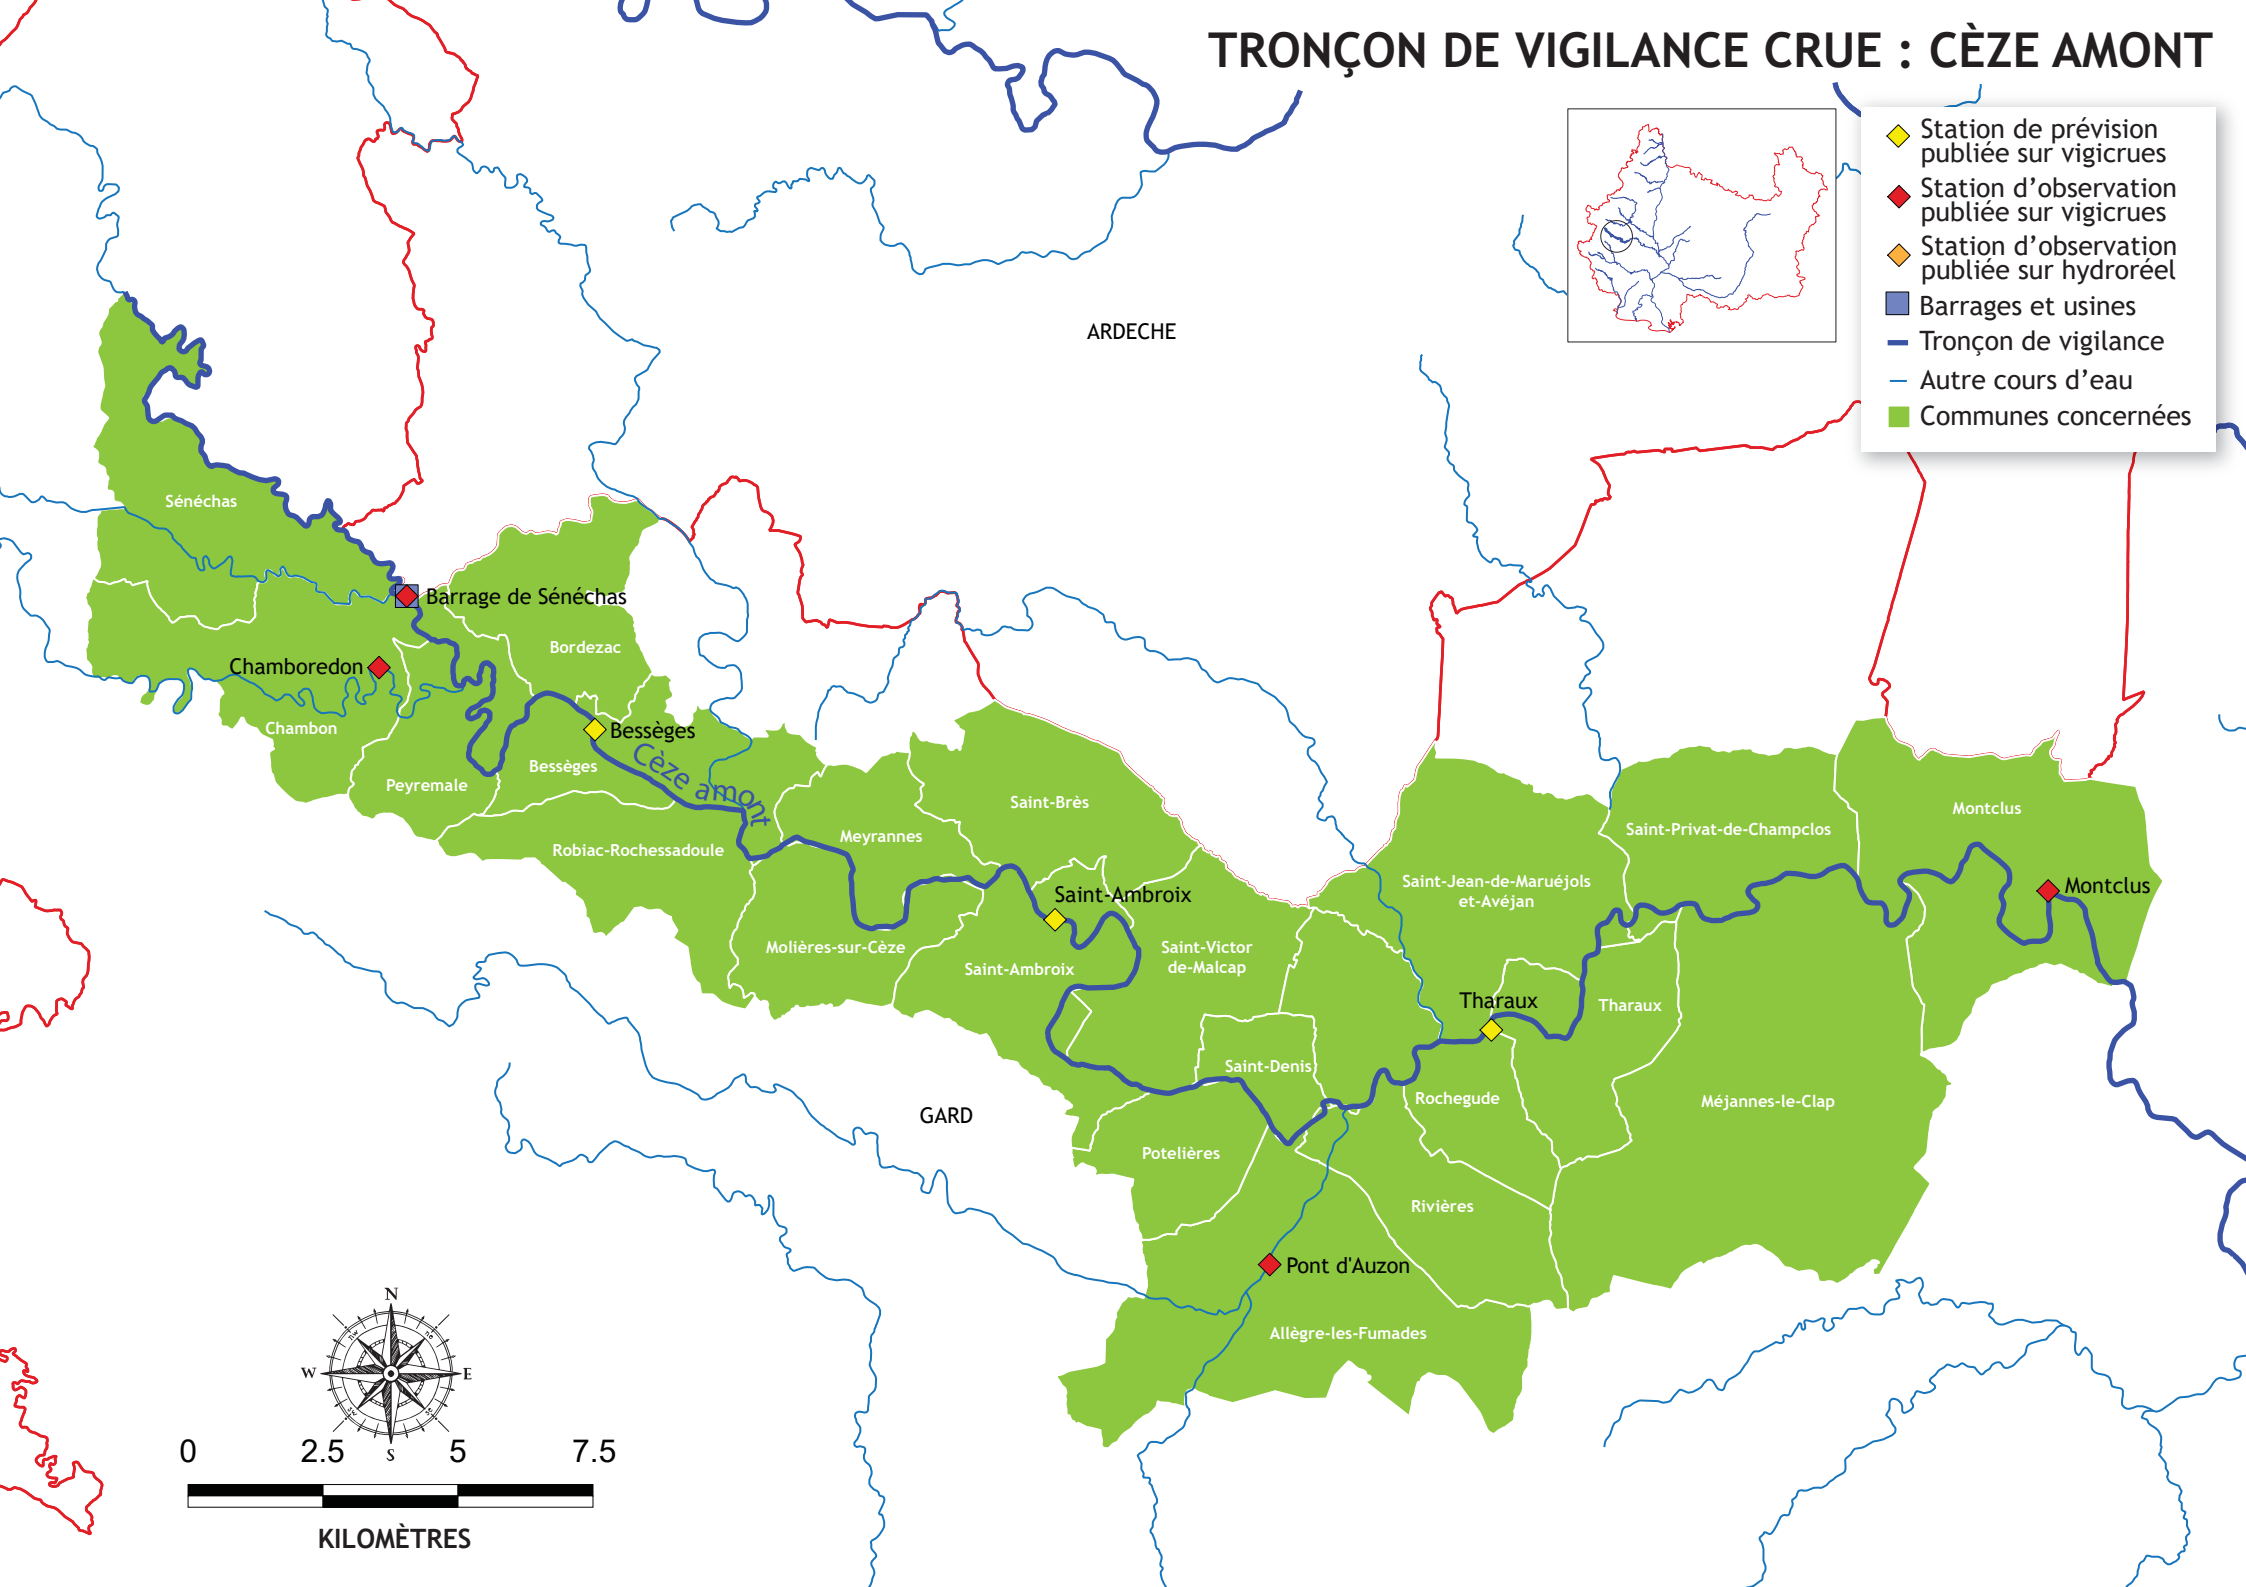 TRONÇON DE VIGILANCE CRUE : CÈZE AMONT
Station de prévision
publiée sur vigicrues
Station d’observation
publiée sur vigicrues
Station d’observation
publiée sur hydroréel
Barrages et usines
Tronçon de vigilance
Autre cours d’eau
Communes concernées
ARDECHE
Sénéchas
Barrage de Sénéchas
Bordezac
Chamboredon
Chambon
Bessèges
Cèze amont
Bessèges
Peyremale
Robiac-Rochessadoule
Meyrannes
Saint-Brès
Saint-Privat-de-Champclos
Montclus
Montclus
Saint-Jean-de-Maruéjols
et-Avéjan
Saint-Ambroix
Molières-sur-Cèze
Saint-Ambroix
Saint-Victor
de-Malcap
Tharaux
Tharaux
Saint-Denis
Rochegude
Méjannes-le-Clap
GARD
Potelières
Rivières
Pont d'Auzon
Allègre-les-Fumades
N
nw
ne
W
E
sw
se
S
0 2.5 5 7.5
KILOMÈTRES